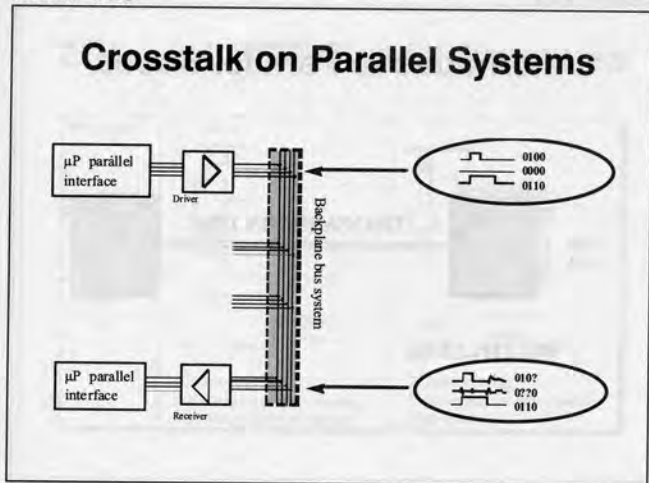 Crosstalk on Parallel Systems
µP parallel
interface
Driver
0100
0000
0110
Backplane bus system
µP parallel
interface
Receiver
010?
0??0
0110